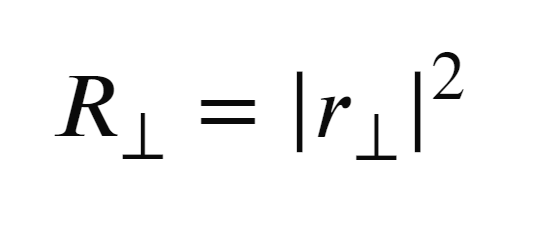 R⊥ = |r⊥|²